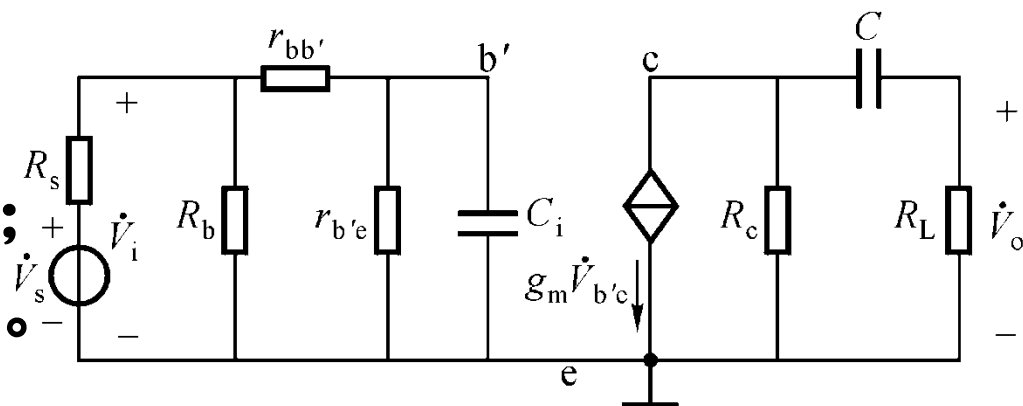 r_bb′
b′
c
C
+
+
R_s
R_b
r_b′e
C_i
R_c
R_L
V̇_o
;
+
V̇_i
V̇_s
g_m V̇_b′c
。
−
−
−
e